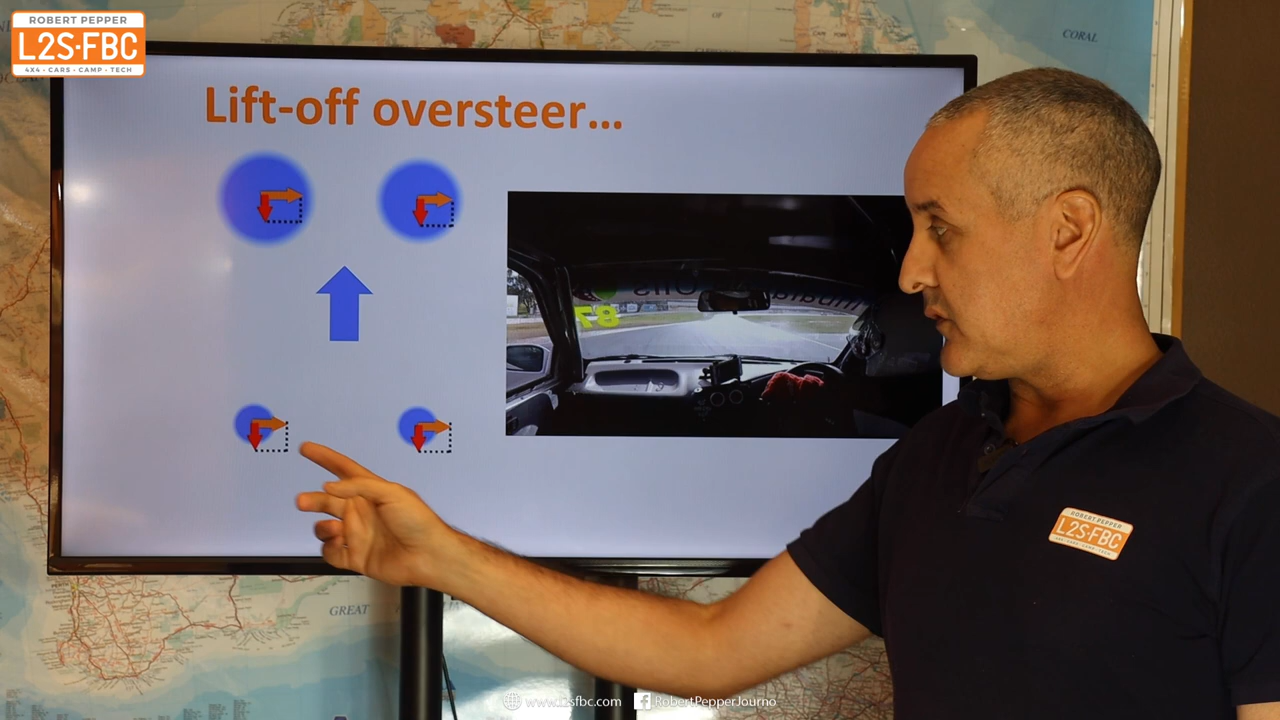 ROBERT PEPPER
L2S·FBC
4X4 • CARS • CAMP • TECH
OF
CORAL
Lift-off oversteer...
87
ROBERT PEPPER
L2S·FBC
GREAT
www.l2sfbc.com RobertPepperJourno